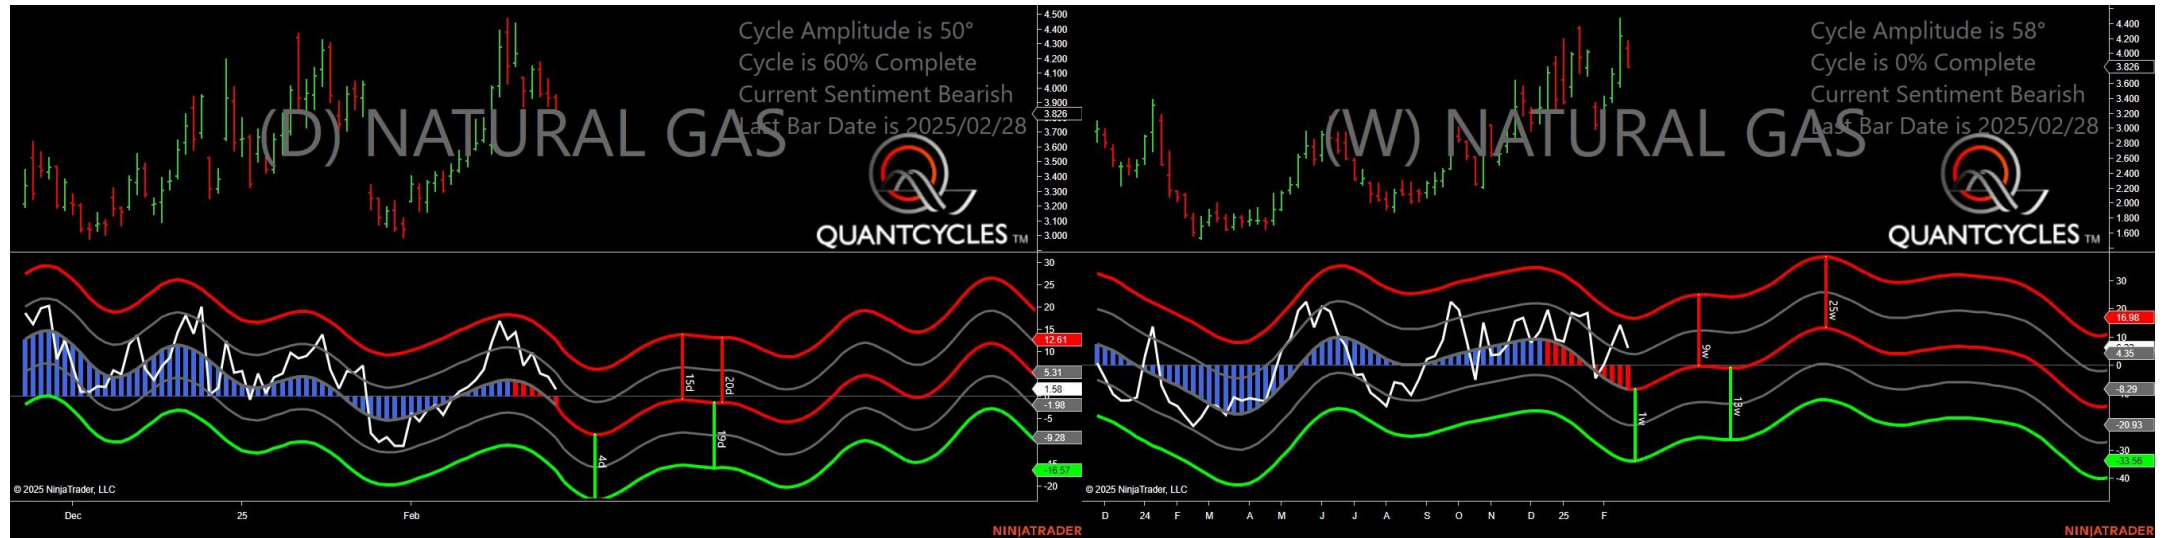 Cycle Amplitude is 50°
Cycle is 60% Complete
Current Sentiment Bearish
Last Bar Date is 2025/02/28
(D) NATURAL GAS
QUANTCYCLES TM
4.500
4.400
4.300
4.200
4.100
4.000
3.900
3.826
3.700
3.600
3.500
3.400
3.300
3.200
3.100
3.000
30
25
20
15
12.61
10
5.31
1.58
-1.98
-5
-9.28
-16.57
-20
15d
20d
19d
4d
© 2025 NinjaTrader, LLC
Dec
25
Feb
NINJATRADER
Cycle Amplitude is 58°
Cycle is 0% Complete
Current Sentiment Bearish
Last Bar Date is 2025/02/28
(W) NATURAL GAS
QUANTCYCLES TM
4.400
4.200
4.000
3.826
3.600
3.400
3.200
3.000
2.800
2.600
2.400
2.200
2.000
1.800
1.600
30
20
16.98
10
4.35
0
-8.29
-20.93
-30
-33.56
-40
9w
25w
1w
13w
© 2025 NinjaTrader, LLC
D 24 F M A M J J A S O N D 25 F
NINJATRADER